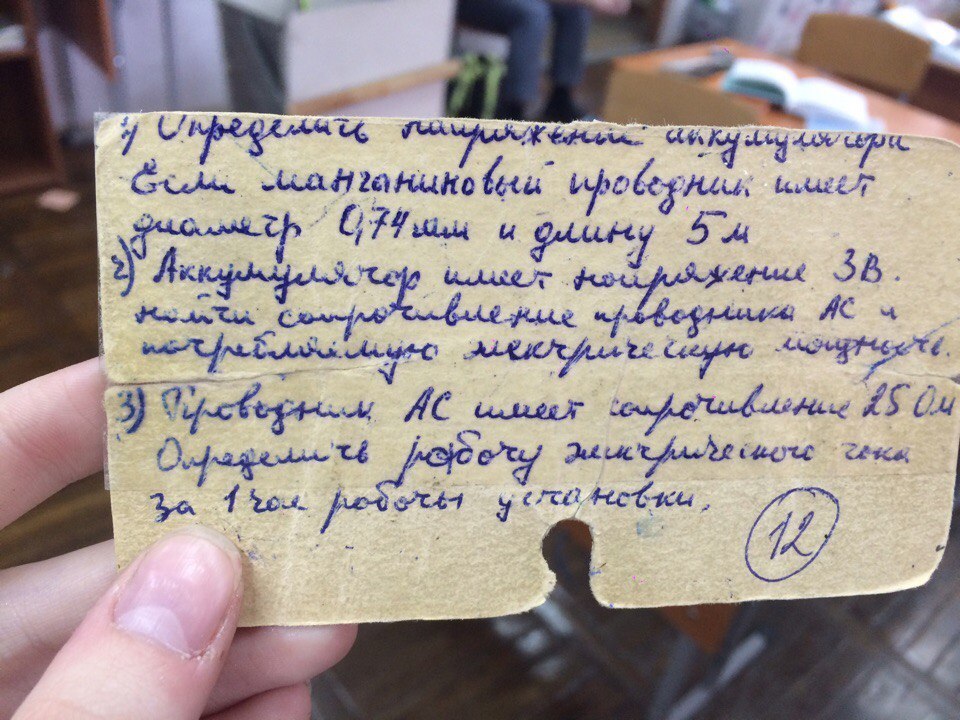 1) Определить напряжение аккумулятора
Если манганиновый проводник имеет
диаметр 0,74 мм и длину 5 м
2) Аккумулятор имеет напряжение 3 В.
найти сопротивление проводника АС и
потребляемую электрическую мощность.
3) Проводник АС имеет сопротивление 25 Ом
Определить работу электрического тока
за 1 час работы установки.
12